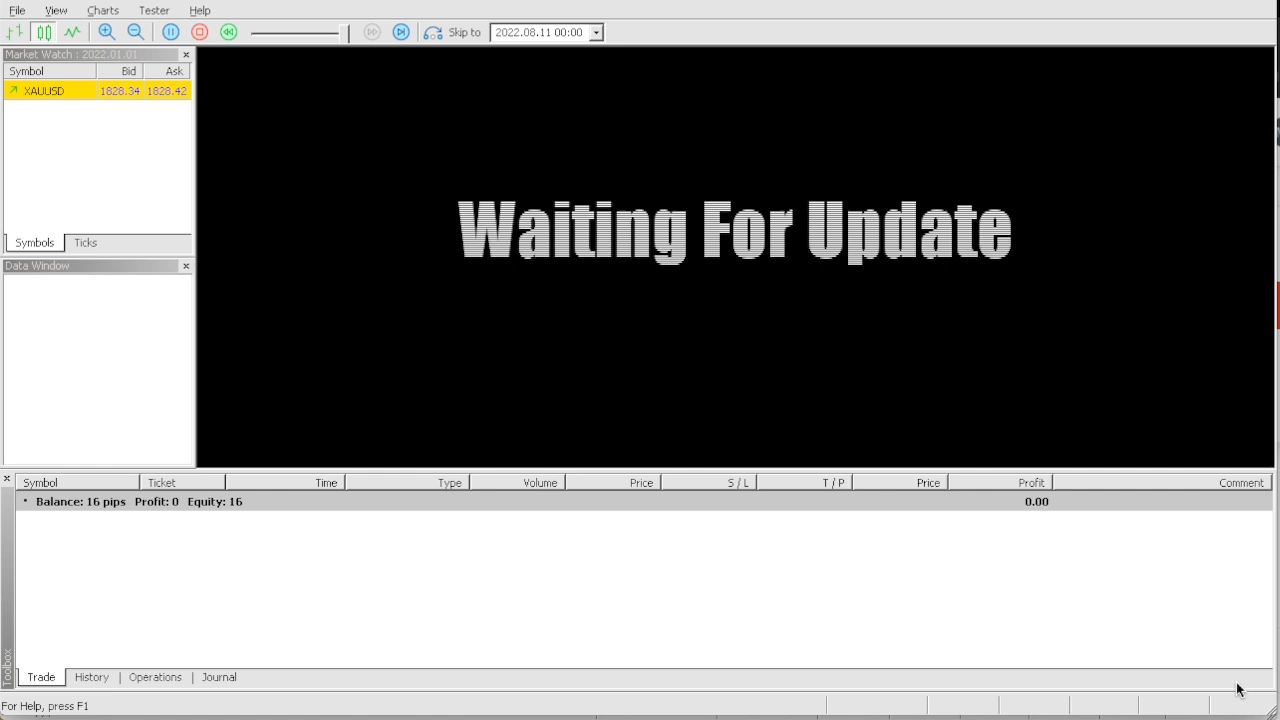 File View Charts Tester Help
Skip to 2022.08.11 00:00
Market Watch : 2022.01.01
Symbol Bid Ask
XAUUSD 1828.34 1828.42
Waiting For Update
Symbols Ticks
Data Window
Symbol Ticket Time Type Volume Price S / L T / P Price Profit Comment
Balance: 16 pips Profit: 0 Equity: 16 0.00
Toolbox
Trade History Operations Journal
For Help, press F1